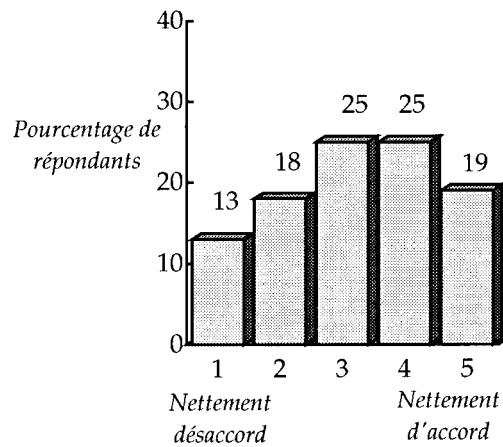 40
30
25 25
Pourcentage de
répondants
18
19
20
13
10
0
1 2 3 4 5
Nettement Nettement
désaccord d'accord